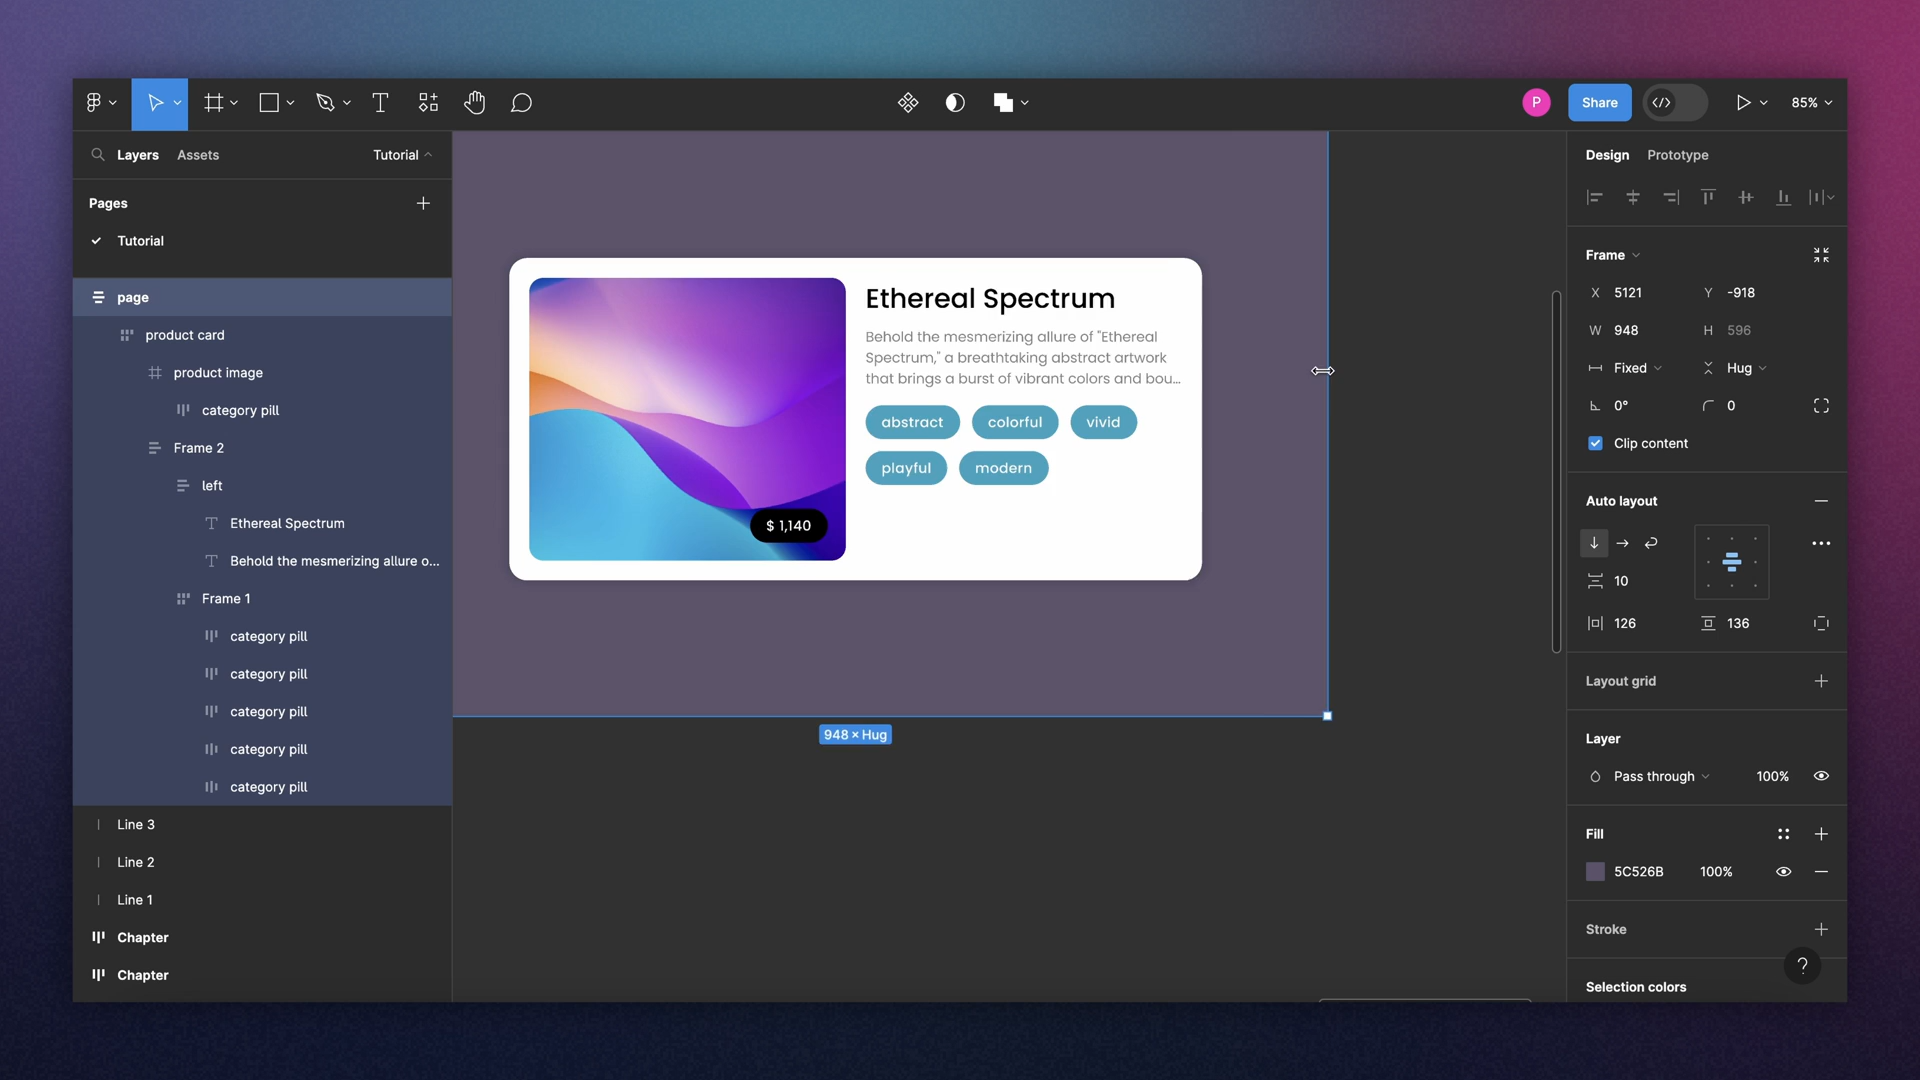 P
Share
85%
Layers
Assets
Tutorial
Design
Prototype
Pages
Tutorial
page
product card
product image
category pill
Frame 2
left
Ethereal Spectrum
Behold the mesmerizing allure o...
Frame 1
category pill
category pill
category pill
category pill
category pill
Line 3
Line 2
Line 1
Chapter
Chapter
Ethereal Spectrum
Behold the mesmerizing allure of "Ethereal
Spectrum," a breathtaking abstract artwork
that brings a burst of vibrant colors and bou...
abstract colorful vivid
playful modern
$ 1,140
948 × Hug
Frame
X 5121 Y -918
W 948 H 596
Fixed Hug
0° 0
Clip content
Auto layout
10
126 136
Layout grid
Layer
Pass through 100%
Fill
5C526B 100%
Stroke
?
Selection colors